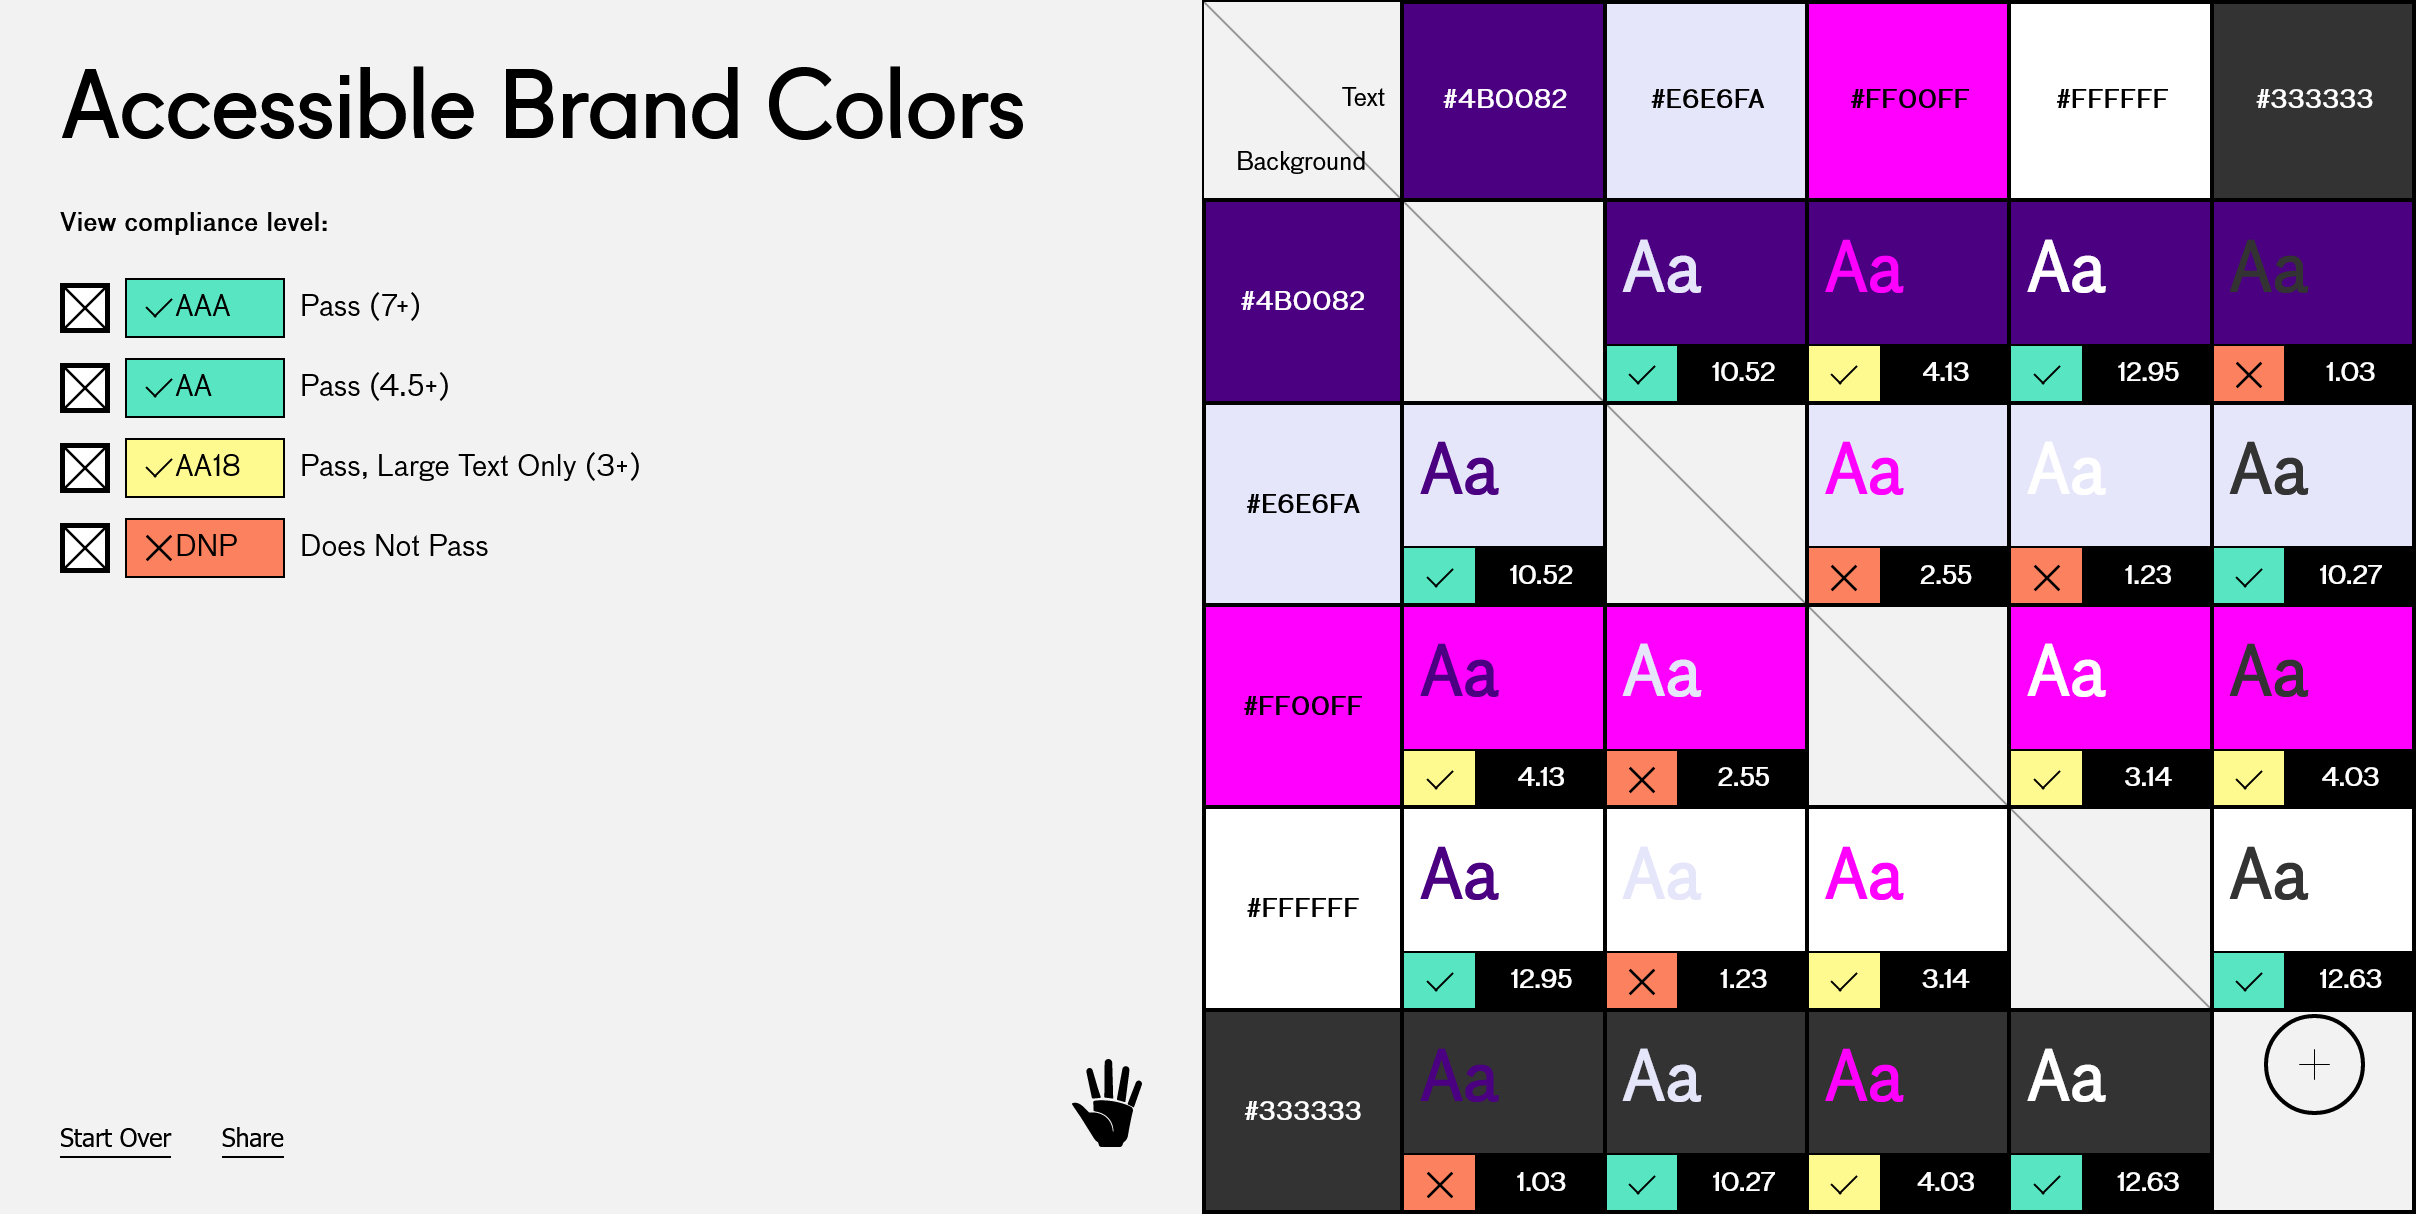 Accessible Brand Colors
View compliance level:
AAA Pass (7+)
AA Pass (4.5+)
AA18 Pass, Large Text Only (3+)
DNP Does Not Pass
Start Over Share
Text
Background
#4B0082 #E6E6FA #FF00FF #FFFFFF #333333
#4B0082
Aa Aa Aa Aa
10.52 4.13 12.95 1.03
#E6E6FA
Aa Aa Aa Aa
10.52 2.55 1.23 10.27
#FF00FF
Aa Aa Aa Aa
4.13 2.55 3.14 4.03
#FFFFFF
Aa Aa Aa Aa
12.95 1.23 3.14 12.63
#333333
Aa Aa Aa Aa
1.03 10.27 4.03 12.63